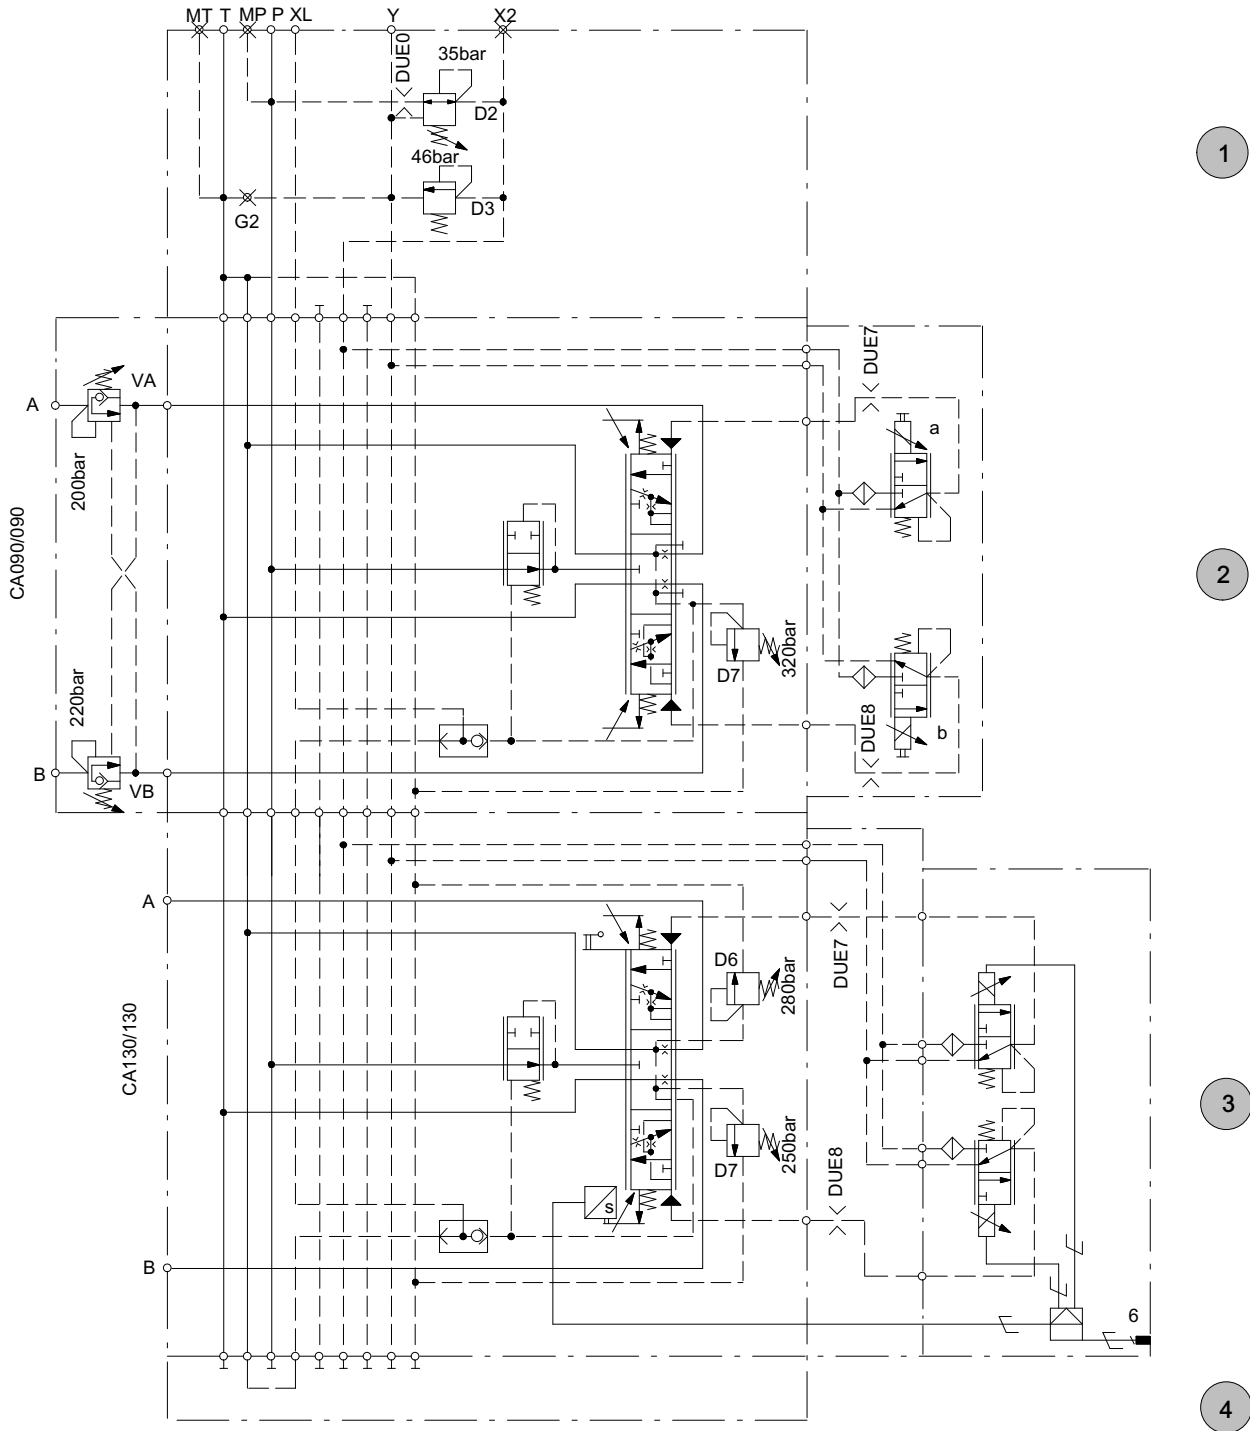 MT T MP P XL Y X2
DUE0
35bar
D2
1
46bar
D3
G2
DUE7
VA
A
a
200bar
CA090/090
2
320bar
D7
220bar
DUE8
b
B
VB
A
DUE7
D6
280bar
CA130/130
3
250bar
D7
DUE8
s
B
6
4